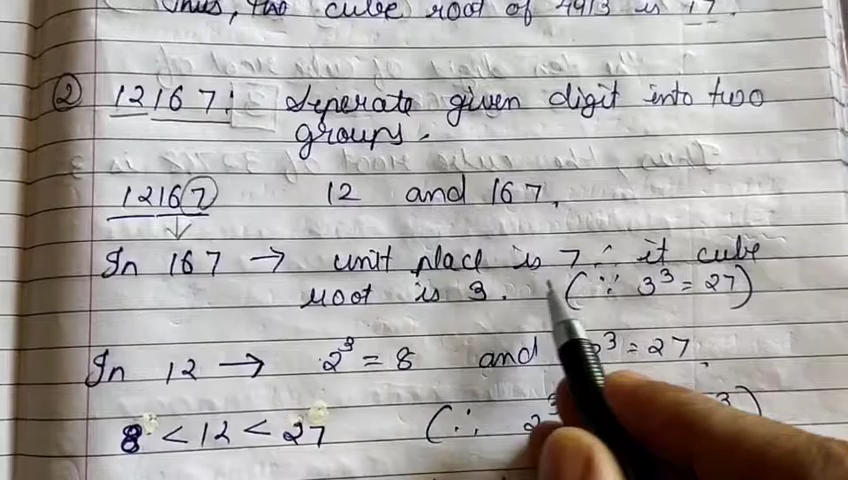 Thus, the cube root of 4913 is 17.
② 12167: Seperate given digit into two
groups.
12167 12 and 167.
In 167 → unit place is 7 ∴ it cube
root is 3. (∵ 3³ = 27)
In 12 → 2³ = 8 and 3³ = 27.
8 < 12 < 27 (∴ 2³ 3³)